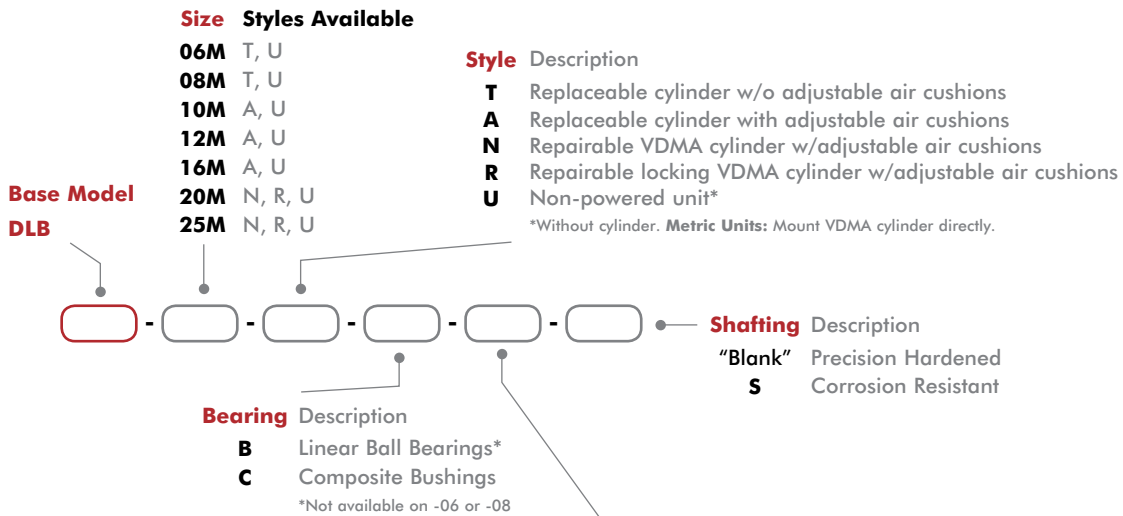 Size Styles Available
06M T, U
08M T, U
10M A, U
12M A, U
16M A, U
20M N, R, U
25M N, R, U
Style Description
T Replaceable cylinder w/o adjustable air cushions
A Replaceable cylinder with adjustable air cushions
N Repairable VDMA cylinder w/adjustable air cushions
R Repairable locking VDMA cylinder w/adjustable air cushions
U Non-powered unit*
*Without cylinder. Metric Units: Mount VDMA cylinder directly.
Base Model
DLB
- - - - -
Shafting Description
"Blank" Precision Hardened
S Corrosion Resistant
Bearing Description
B Linear Ball Bearings*
C Composite Bushings
*Not available on -06 or -08